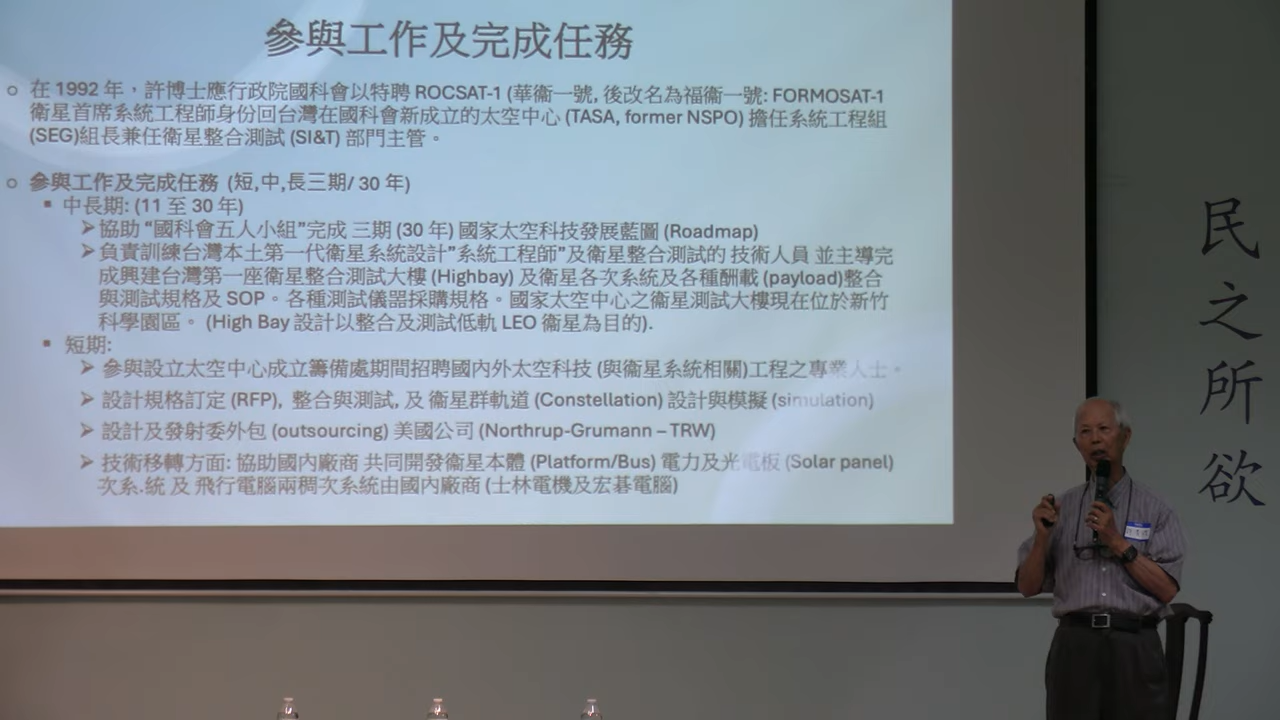 參與工作及完成任務
在 1992 年，許博士應行政院國科會以特聘 ROCSAT-1 (華衞一號, 後改名為福衞一號: FORMOSAT-1
衛星首席系統工程師身份回台灣在國科會新成立的太空中心 (TASA, former NSPO) 擔任系統工程組
(SEG)組長兼任衛星整合測試 (SI&T) 部門主管。
參與工作及完成任務 (短,中,長三期/ 30 年)
中長期: (11 至 30 年)
協助 “國科會五人小組”完成 三期 (30 年) 國家太空科技發展藍圖 (Roadmap)
負責訓練台灣本土第一代衛星系統設計”系統工程師”及衛星整合測試的 技術人員 並主導完
成興建台灣第一座衛星整合測試大樓 (Highbay) 及衛星各次系統及各種酬載 (payload)整合
與測試規格及 SOP。各種測試儀器採購規格。國家太空中心之衞星測試大樓現在位於新竹
科學園區。 (High Bay 設計以整合及測試低軌 LEO 衞星為目的).
短期:
參與設立太空中心成立籌備處期間招聘國內外太空科技 (與衞星系統相關)工程之專業人士。
設計規格訂定 (RFP), 整合與測試, 及 衞星群軌道 (Constellation) 設計與模擬 (simulation)
設計及發射委外包 (outsourcing) 美國公司 (Northrup-Grumann – TRW)
技術移轉方面: 協助國內廠商 共同開發衞星本體 (Platform/Bus) 電力及光電板 (Solar panel)
次系.統 及 飛行電腦兩種次系統由國內廠商 (士林電機及宏碁電腦)
民之所欲